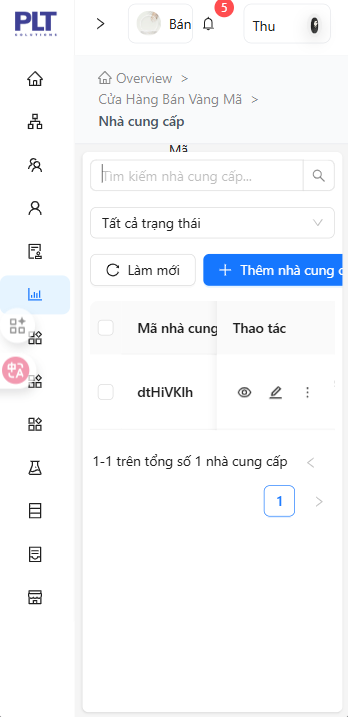 PLT
SOLUTIONS
Bán
5
Thu
Overview >
Cửa Hàng Bán Vàng Mã >
Nhà cung cấp
Mã
Tìm kiếm nhà cung cấp...
Tất cả trạng thái
Làm mới
Thêm nhà cung c
Mã nhà cung
Thao tác
dtHiVKIh
1-1 trên tổng số 1 nhà cung cấp
1